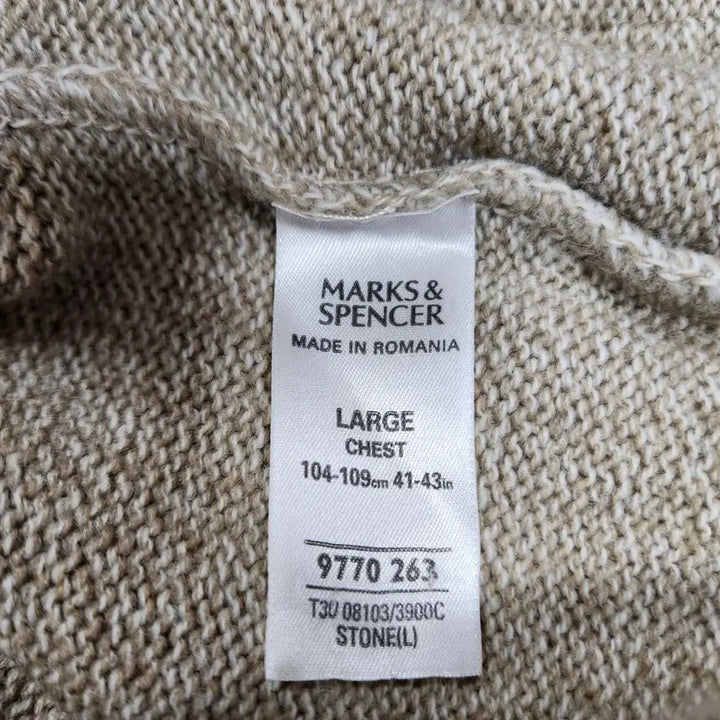 MARKS &
SPENCER
MADE IN ROMANIA
LARGE
CHEST
104-109cm 41-43in
9770 263
T30 08103/3900C
STONE(L)